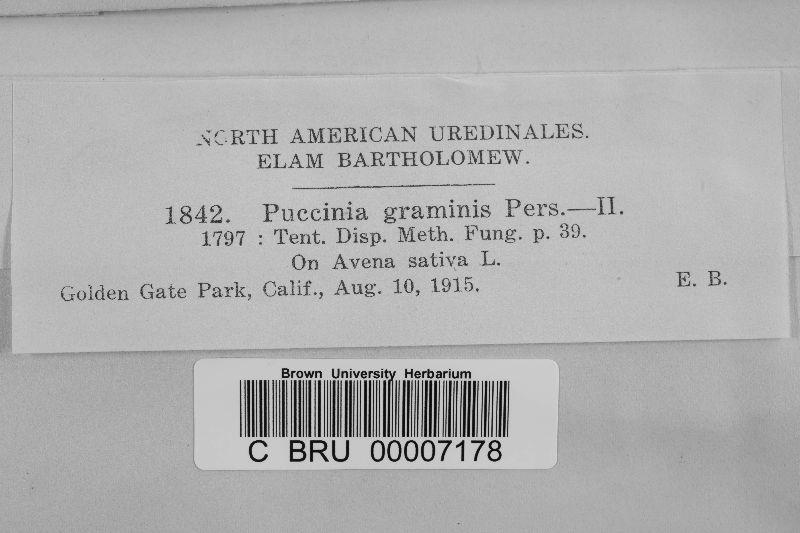 NORTH AMERICAN UREDINALES.
ELAM BARTHOLOMEW.
1842. Puccinia graminis Pers.—II.
1797 : Tent. Disp. Meth. Fung. p. 39.
On Avena sativa L.
Golden Gate Park, Calif., Aug. 10, 1915. E. B.
Brown University Herbarium
C BRU 00007178